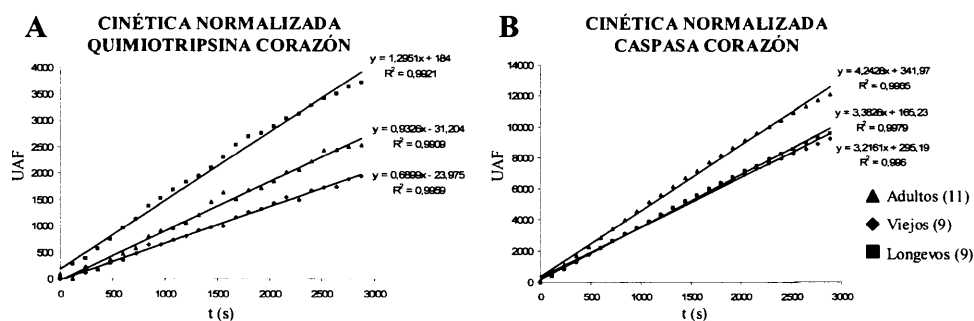 A
CINÉTICA NORMALIZADA
QUIMIOTRIPSINA CORAZÓN
4000
3500
3000
2500
2000
1500
1000
500
0
UAF
0
500
1000
1500
2000
2500
3000
t (s)
y = 1,2951x + 184
R² = 0,9921
y = 0,9326x - 31,204
R² = 0,9909
y = 0,6899x - 23,975
R² = 0,9959
B
CINÉTICA NORMALIZADA
CASPASA CORAZÓN
14000
12000
10000
8000
6000
4000
2000
0
UAF
0
500
1000
1500
2000
2500
3000
t (s)
y = 4,2428x + 341,97
R² = 0,9965
y = 3,3826x + 165,23
R² = 0,9979
y = 3,2161x + 295,19
R² = 0,996
Adultos (11)
Viejos (9)
Longevos (9)